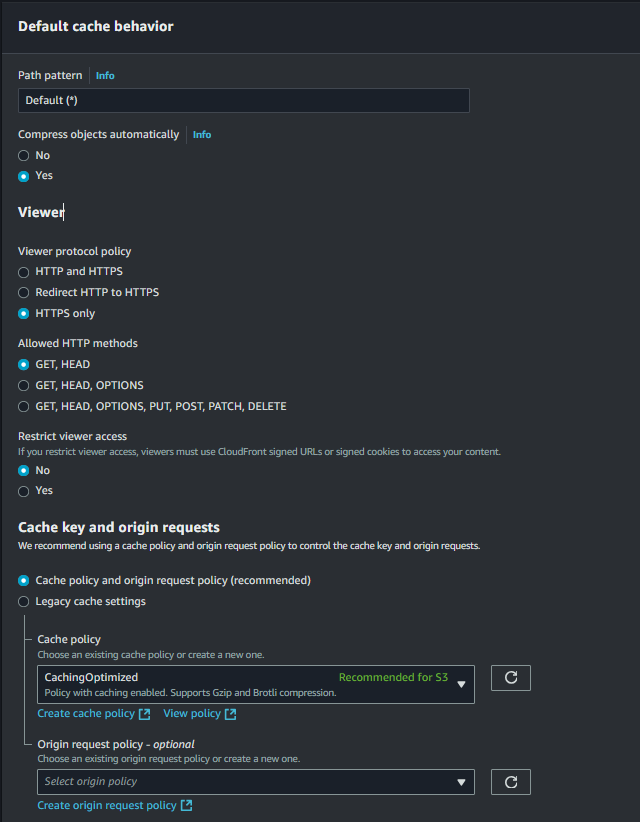 Default cache behavior
Path pattern Info
Default (*)
Compress objects automatically Info
No
Yes
Viewer
Viewer protocol policy
HTTP and HTTPS
Redirect HTTP to HTTPS
HTTPS only
Allowed HTTP methods
GET, HEAD
GET, HEAD, OPTIONS
GET, HEAD, OPTIONS, PUT, POST, PATCH, DELETE
Restrict viewer access
If you restrict viewer access, viewers must use CloudFront signed URLs or signed cookies to access your content.
No
Yes
Cache key and origin requests
We recommend using a cache policy and origin request policy to control the cache key and origin requests.
Cache policy and origin request policy (recommended)
Legacy cache settings
Cache policy
Choose an existing cache policy or create a new one.
CachingOptimized Recommended for S3
Policy with caching enabled. Supports Gzip and Brotli compression.
Create cache policy View policy
Origin request policy - optional
Choose an existing origin request policy or create a new one.
Select origin policy
Create origin request policy